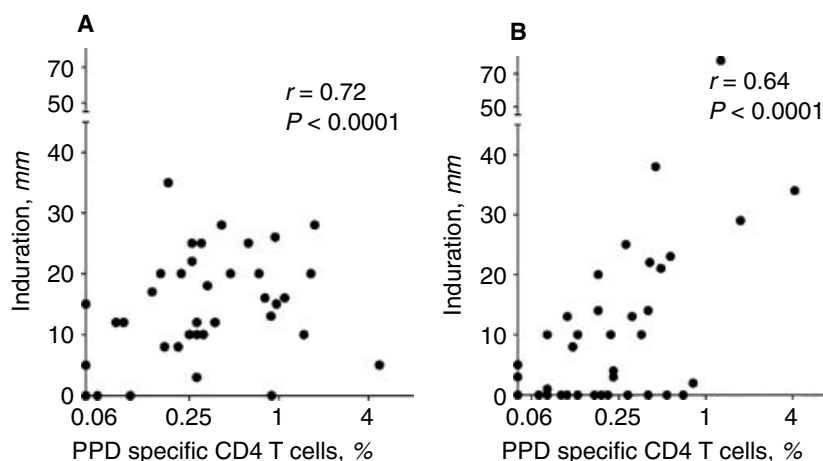 A
70
50
40
30
20
10
0
Induration, mm
r = 0.72
P < 0.0001
0.06 0.25 1 4
PPD specific CD4 T cells, %
B
70
50
40
30
20
10
0
Induration, mm
r = 0.64
P < 0.0001
0.06 0.25 1 4
PPD specific CD4 T cells, %